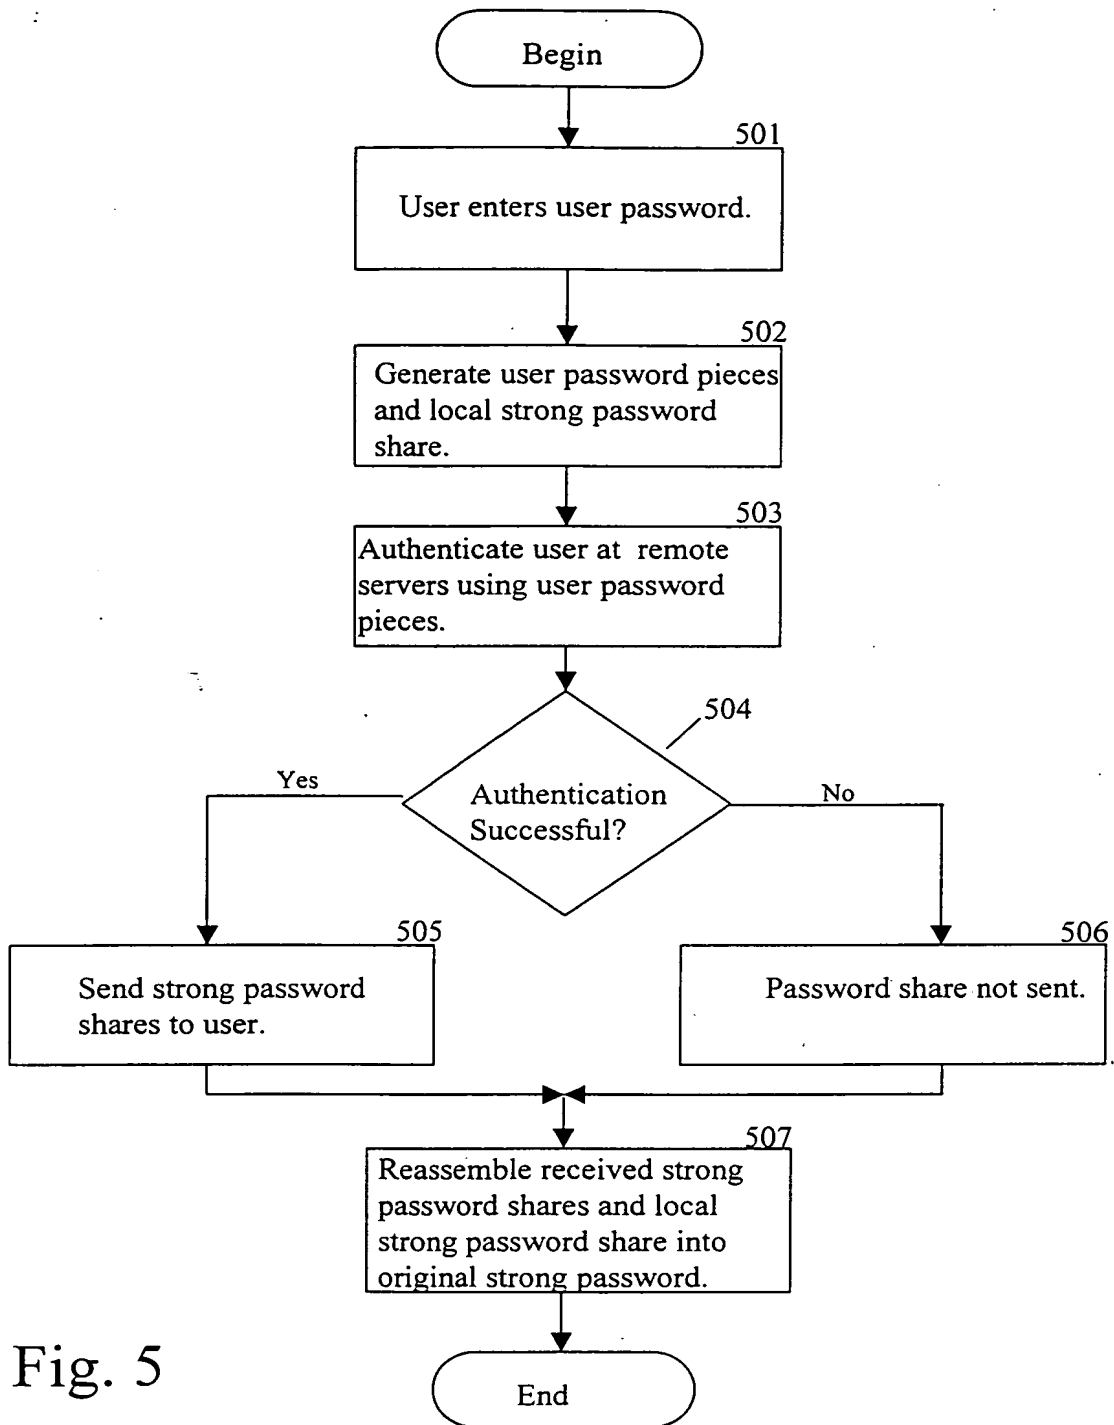 Begin
501
User enters user password.
502
Generate user password pieces
and local strong password
share.
503
Authenticate user at remote
servers using user password
pieces.
504
Yes
Authentication
Successful?
No
505
Send strong password
shares to user.
506
Password share not sent.
507
Reassemble received strong
password shares and local
strong password share into
original strong password.
Fig. 5
End